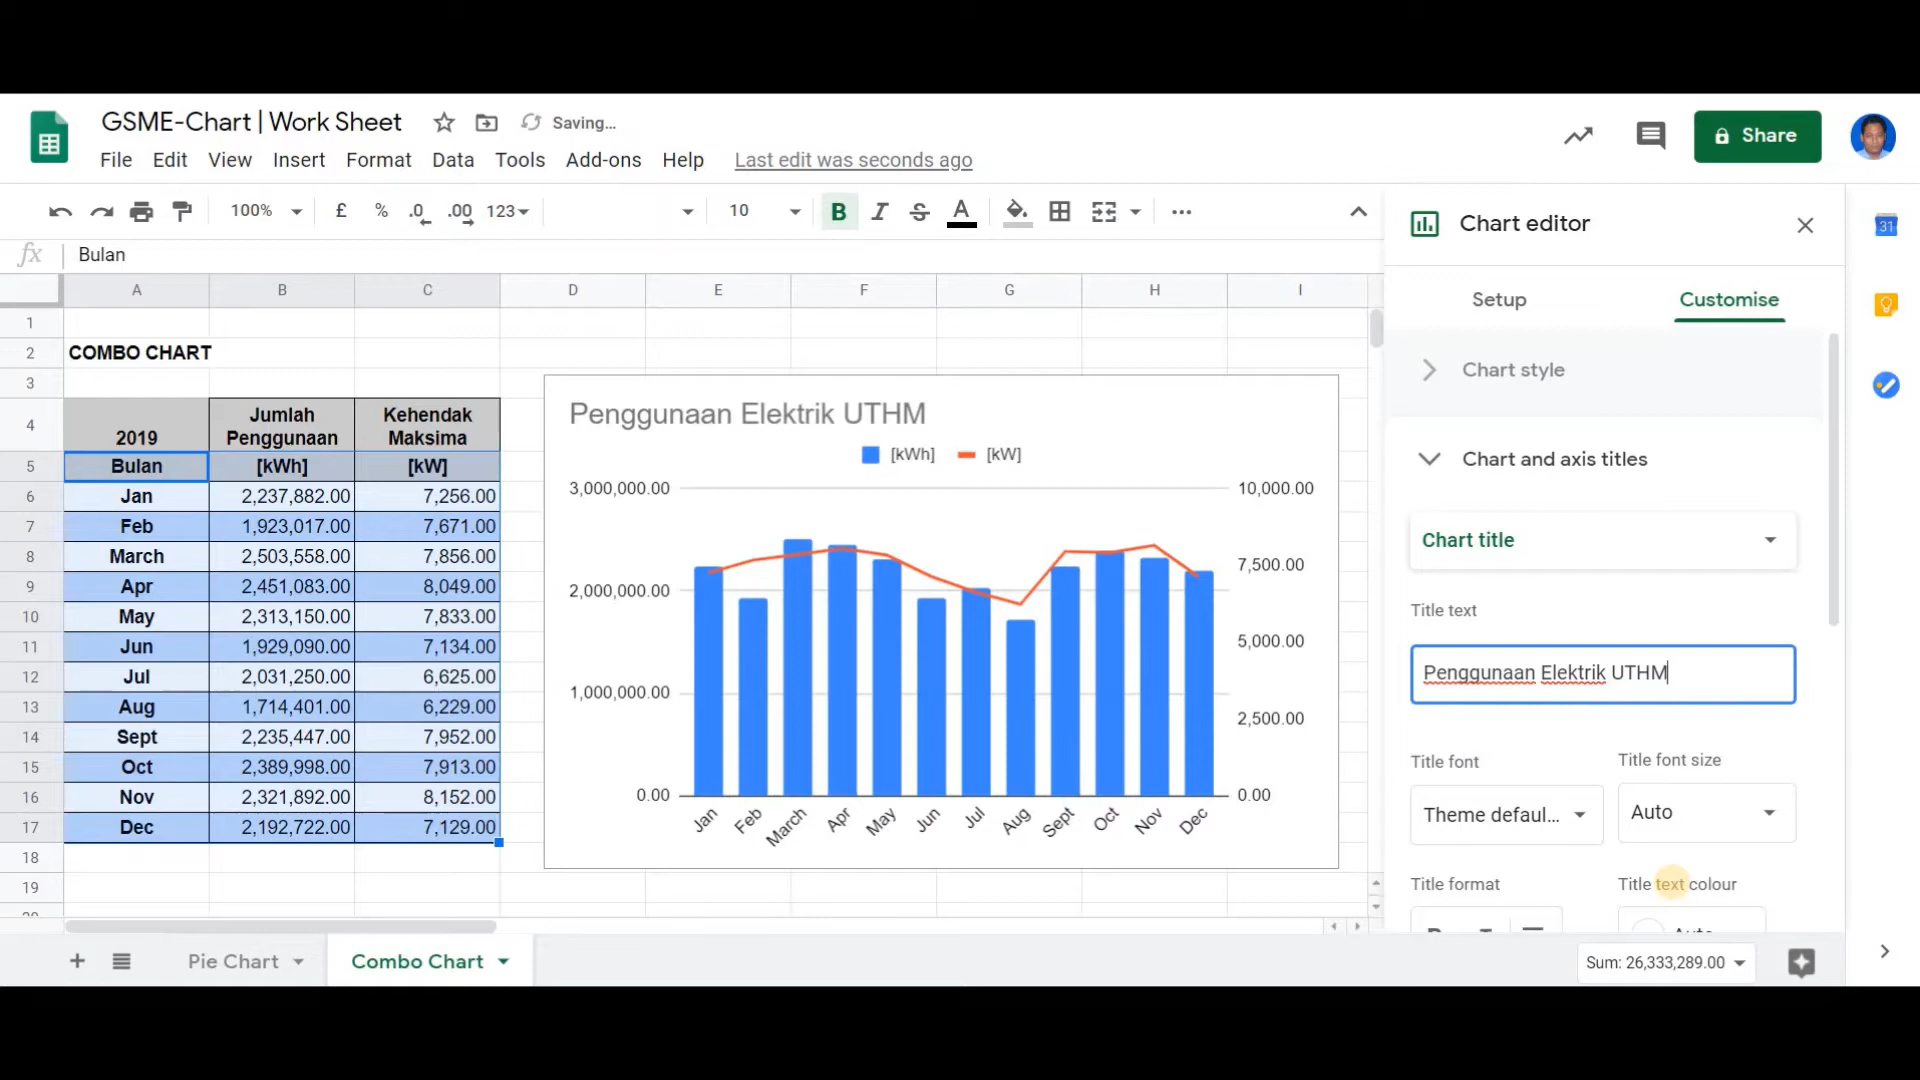 GSME-Chart | Work Sheet
Saving...
File Edit View Insert Format Data Tools Add-ons Help Last edit was seconds ago
Share
100% £ % .0 .00 123 10 B I S A
fx Bulan
A B C D E F G H I
1
2 COMBO CHART
3
4 2019 Jumlah Penggunaan Kehendak Maksima
5 Bulan [kWh] [kW]
6 Jan 2,237,882.00 7,256.00
7 Feb 1,923,017.00 7,671.00
8 March 2,503,558.00 7,856.00
9 Apr 2,451,083.00 8,049.00
10 May 2,313,150.00 7,833.00
11 Jun 1,929,090.00 7,134.00
12 Jul 2,031,250.00 6,625.00
13 Aug 1,714,401.00 6,229.00
14 Sept 2,235,447.00 7,952.00
15 Oct 2,389,998.00 7,913.00
16 Nov 2,321,892.00 8,152.00
17 Dec 2,192,722.00 7,129.00
18
19
Penggunaan Elektrik UTHM
[kWh] [kW]
3,000,000.00 10,000.00
7,500.00
2,000,000.00
5,000.00
1,000,000.00
2,500.00
0.00 0.00
Jan Feb March Apr May Jun Jul Aug Sept Oct Nov Dec
Chart editor
Setup Customise
Chart style
Chart and axis titles
Chart title
Title text
Penggunaan Elektrik UTHM
Title font Title font size
Theme defaul... Auto
Title format Title text colour
31
Pie Chart Combo Chart
Sum: 26,333,289.00